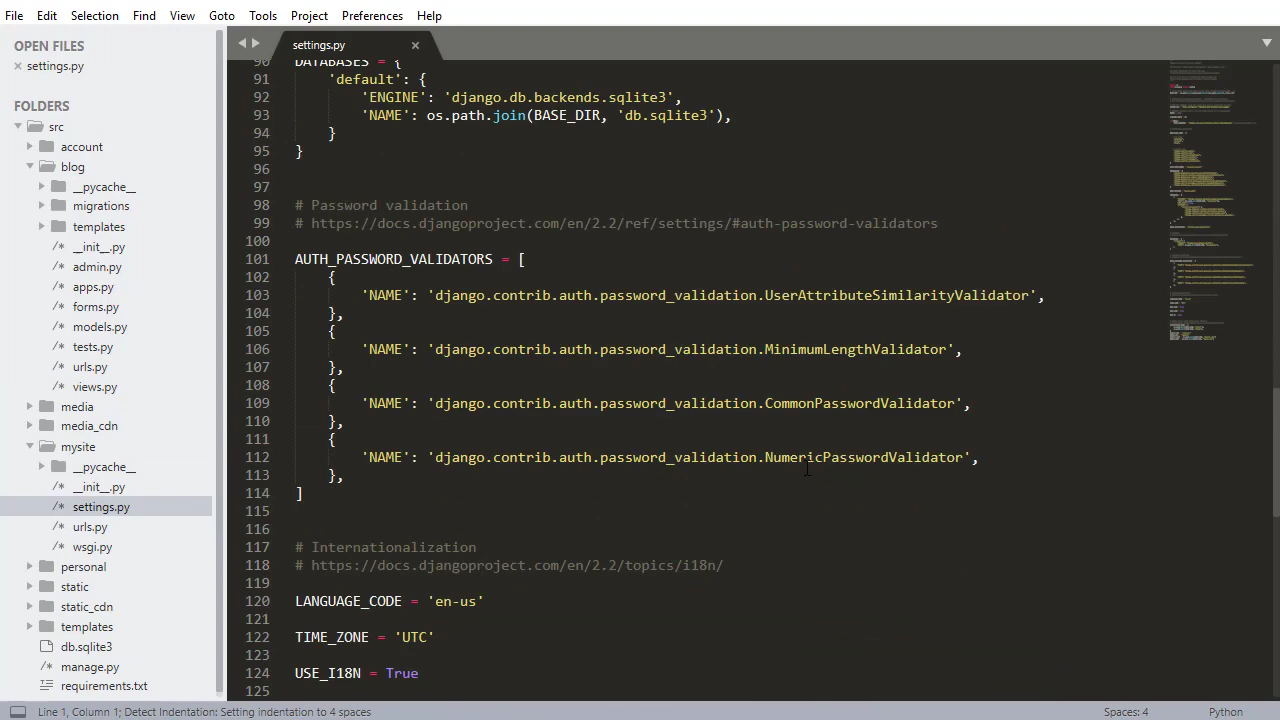 File Edit Selection Find View Goto Tools Project Preferences Help
OPEN FILES
settings.py
FOLDERS
src
account
blog
__pycache__
migrations
templates
__init__.py
admin.py
apps.py
forms.py
models.py
tests.py
urls.py
views.py
media
media_cdn
mysite
__pycache__
__init__.py
settings.py
urls.py
wsgi.py
personal
static
static_cdn
templates
db.sqlite3
manage.py
requirements.txt
settings.py
90 DATABASES = {
91     'default': {
92         'ENGINE': 'django.db.backends.sqlite3',
93         'NAME': os.path.join(BASE_DIR, 'db.sqlite3'),
94     }
95 }
96
97
98 # Password validation
99 # https://docs.djangoproject.com/en/2.2/ref/settings/#auth-password-validators
100
101 AUTH_PASSWORD_VALIDATORS = [
102     {
103         'NAME': 'django.contrib.auth.password_validation.UserAttributeSimilarityValidator',
104     },
105     {
106         'NAME': 'django.contrib.auth.password_validation.MinimumLengthValidator',
107     },
108     {
109         'NAME': 'django.contrib.auth.password_validation.CommonPasswordValidator',
110     },
111     {
112         'NAME': 'django.contrib.auth.password_validation.NumericPasswordValidator',
113     },
114 ]
115
116
117 # Internationalization
118 # https://docs.djangoproject.com/en/2.2/topics/i18n/
119
120 LANGUAGE_CODE = 'en-us'
121
122 TIME_ZONE = 'UTC'
123
124 USE_I18N = True
125
Line 1, Column 1; Detect Indentation: Setting indentation to 4 spaces Spaces: 4 Python